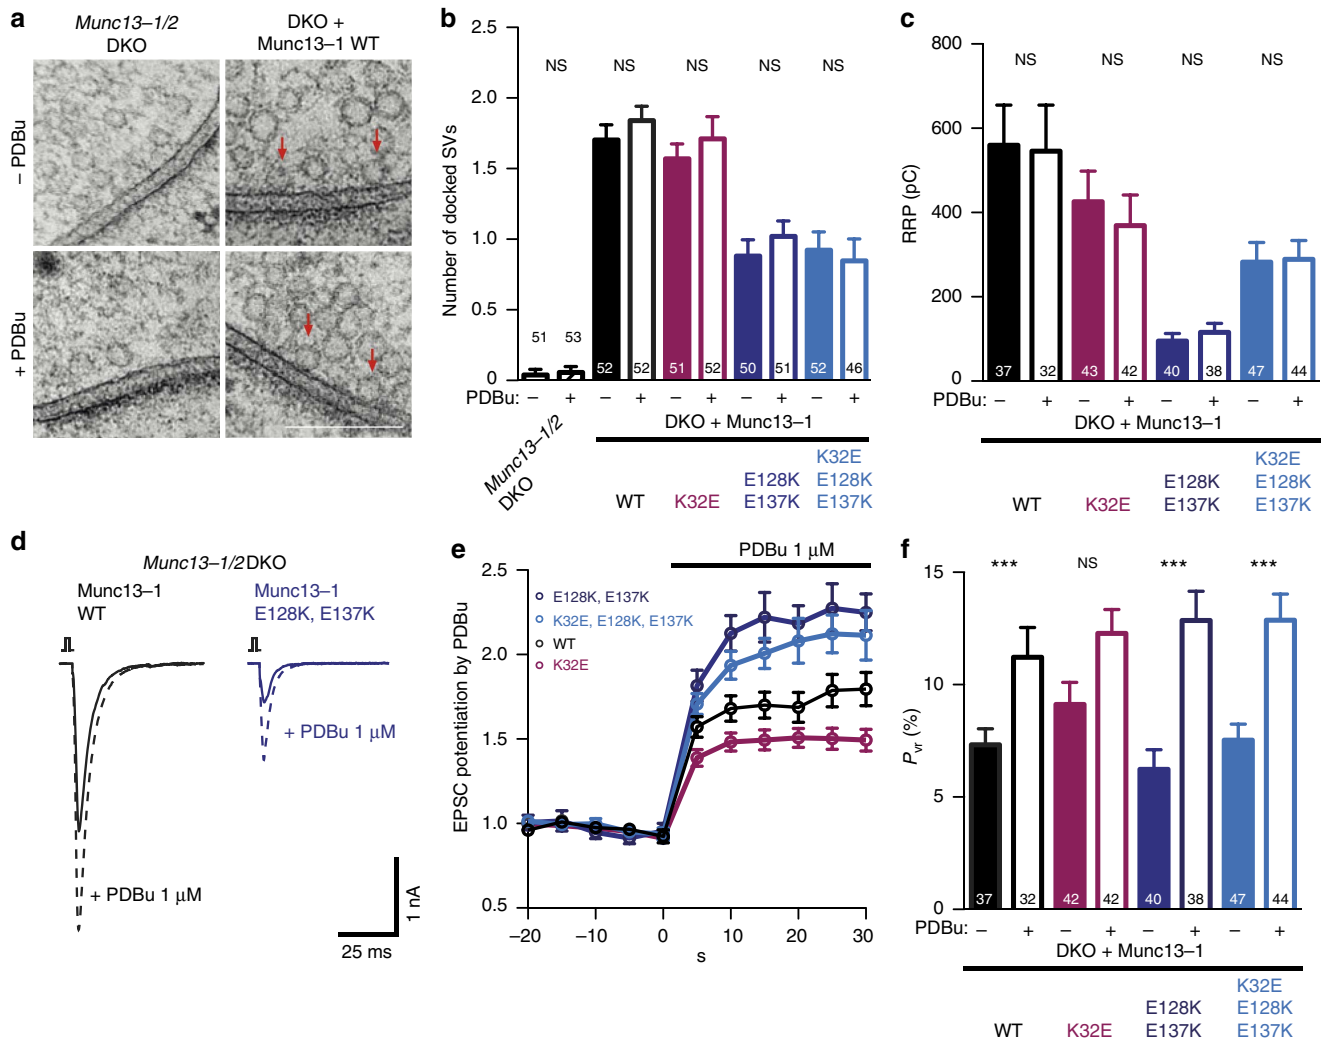 a
Munc13–1/2
DKO
DKO +
Munc13–1 WT
– PDBu
+ PDBu
b
Number of docked SVs
2.5
2.0
1.5
1.0
0.5
0
NS NS NS NS NS
51 53 52 52 51 52 50 51 52 46
PDBu: – + – + – + – + – +
Munc13–1/2
DKO
DKO + Munc13–1
WT
K32E
E128K
E137K
K32E
E128K
E137K
c
RRP (pC)
800
600
400
200
0
NS NS NS NS
37 32 43 42 40 38 47 44
PDBu: – + – + – + – +
DKO + Munc13–1
WT
K32E
E128K
E137K
K32E
E128K
E137K
d
Munc13–1/2DKO
Munc13–1
WT
Munc13–1
E128K, E137K
+ PDBu 1 μM
+ PDBu 1 μM
1 nA
25 ms
e
PDBu 1 μM
EPSC potentiation by PDBu
2.5
2.0
1.5
1.0
0.5
E128K, E137K
K32E, E128K, E137K
WT
K32E
–20 –10 0 10 20 30
s
f
Pvr (%)
15
10
5
0
*** NS *** ***
37 32 42 42 40 38 47 44
PDBu: – + – + – + – +
DKO + Munc13–1
WT
K32E
E128K
E137K
K32E
E128K
E137K